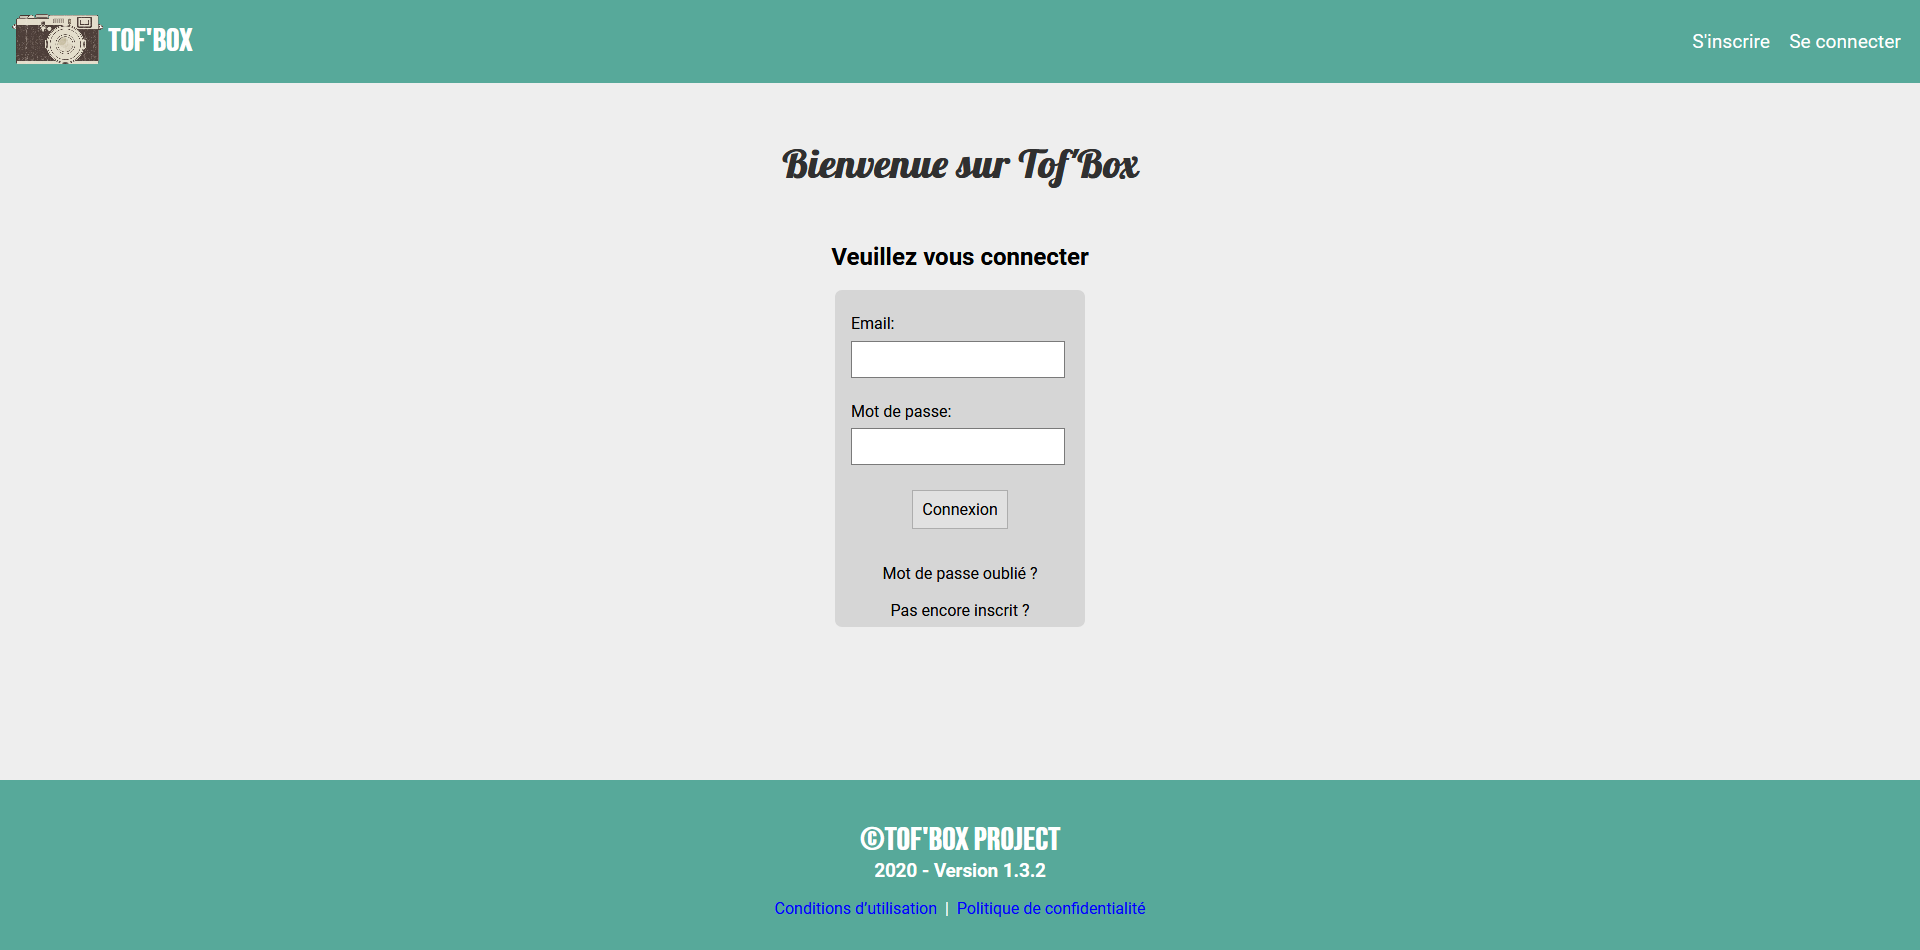 TOF'BOX
S'inscrire Se connecter
Bienvenue sur Tof'Box
Veuillez vous connecter
Email:
Mot de passe:
Connexion
Mot de passe oublié ?
Pas encore inscrit ?
©TOF'BOX PROJECT
2020 - Version 1.3.2
Conditions d’utilisation | Politique de confidentialité